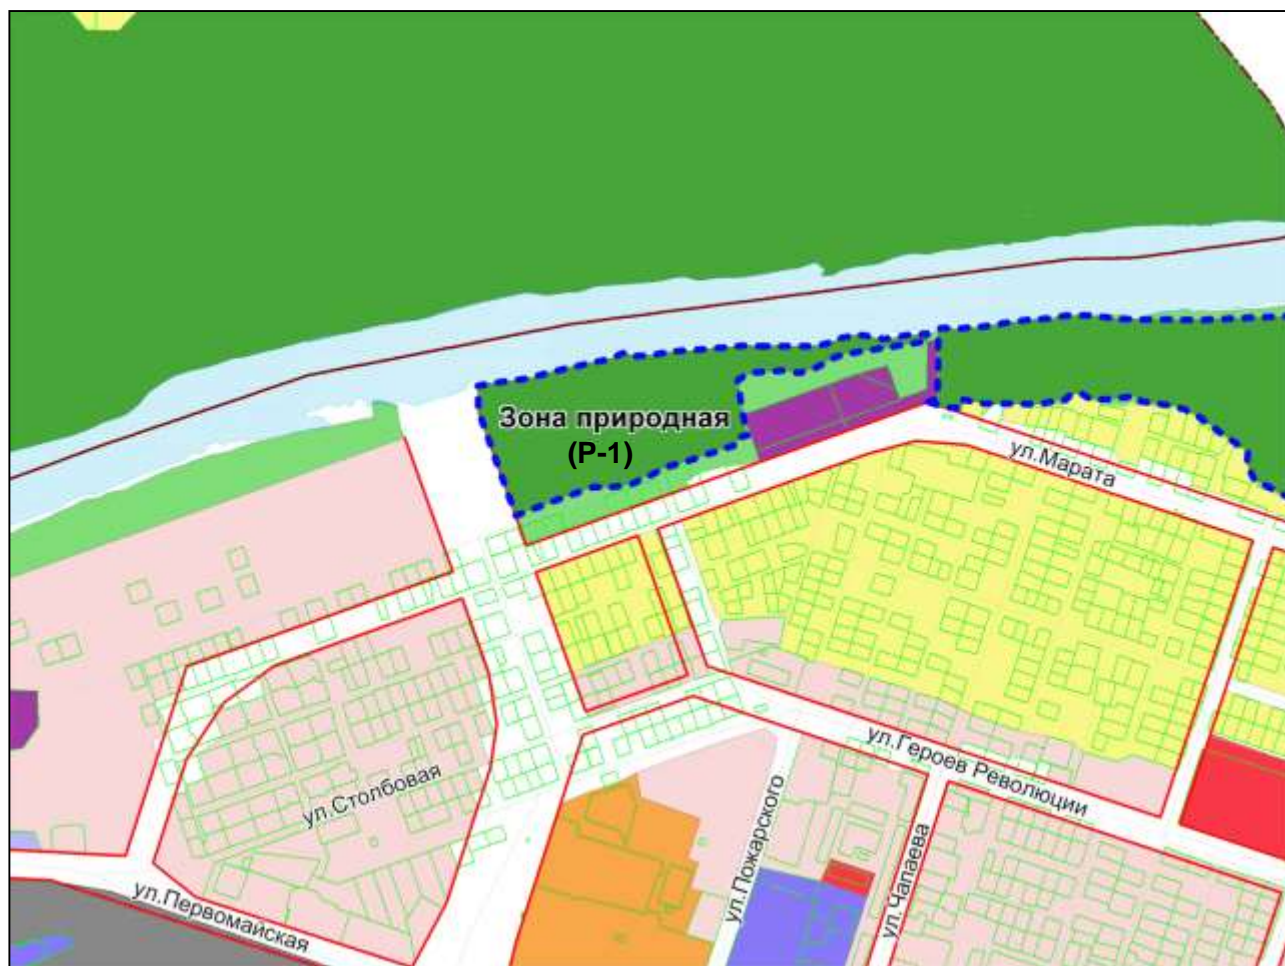 Зона природная
(Р-1)
ул.Марата
ул.Героев Революции
ул.Столбовая
ул.Пожарского
ул.Чапаева
ул.Первомайская